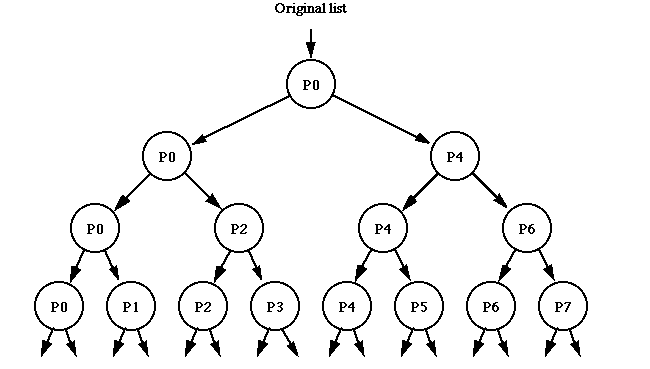 Original list
P0
P0 P4
P0 P2 P4 P6
P0 P1 P2 P3 P4 P5 P6 P7